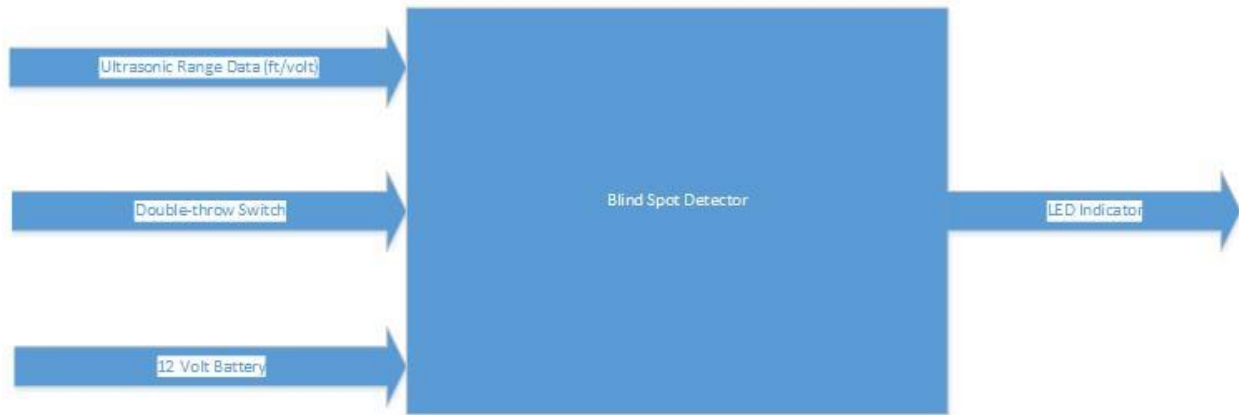 Ultrasonic Range Data (ft/volt)
Double-throw Switch
12 Volt Battery
Blind Spot Detector
LED Indicator